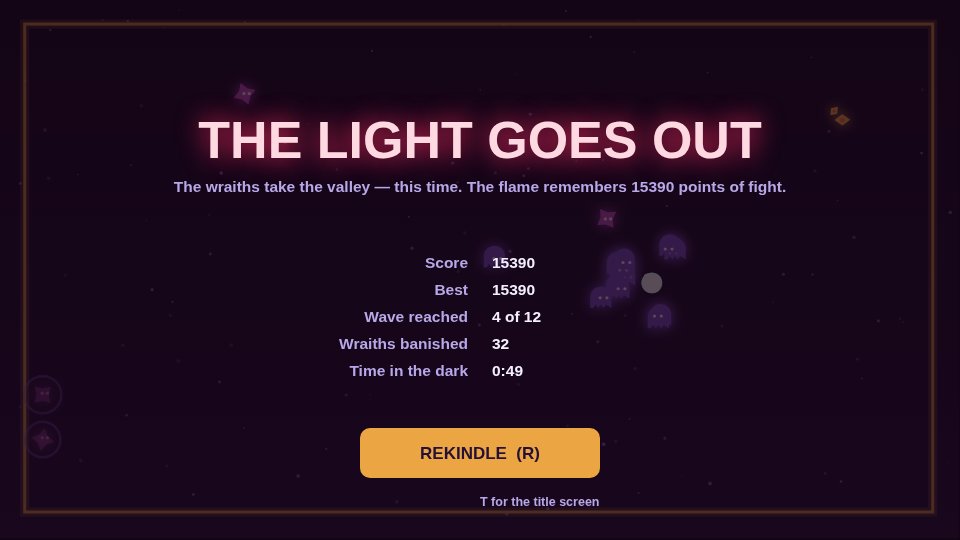 THE LIGHT GOES OUT
The wraiths take the valley — this time. The flame remembers 15390 points of fight.
Score 15390
Best 15390
Wave reached 4 of 12
Wraiths banished 32
Time in the dark 0:49
REKINDLE (R)
T for the title screen